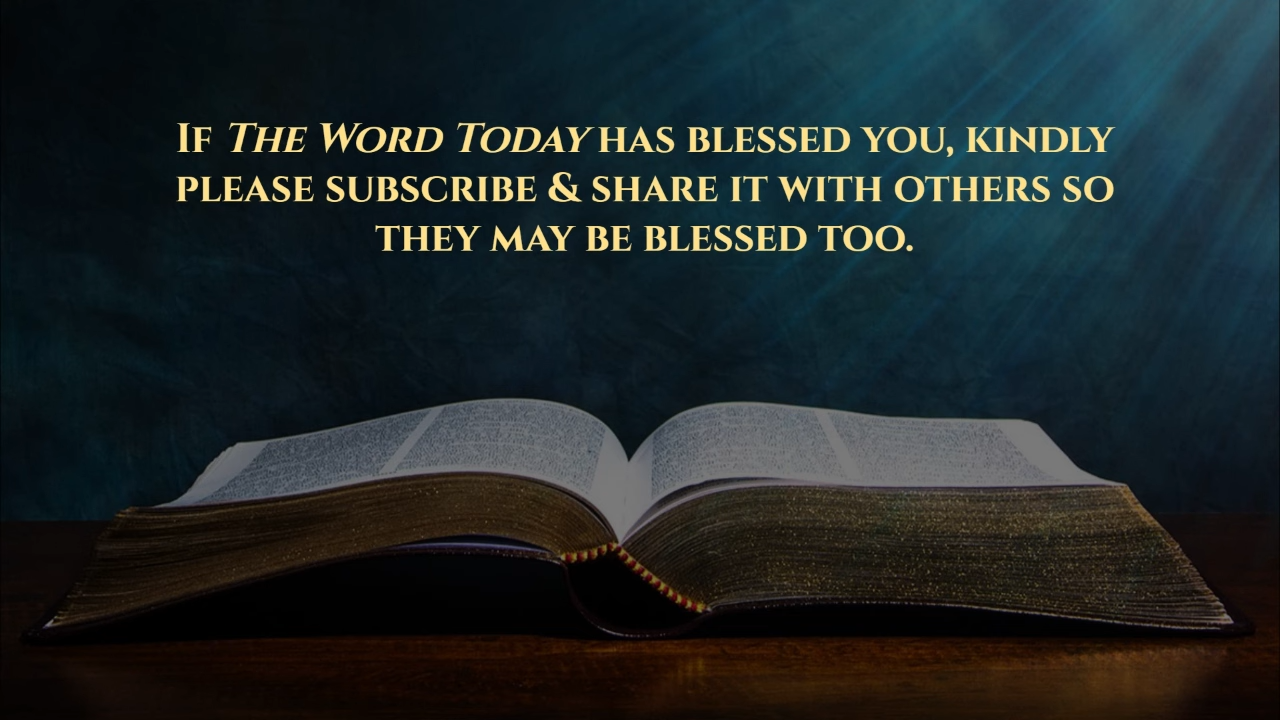 If The Word Today has blessed you, kindly
please subscribe & share it with others so
they may be blessed too.